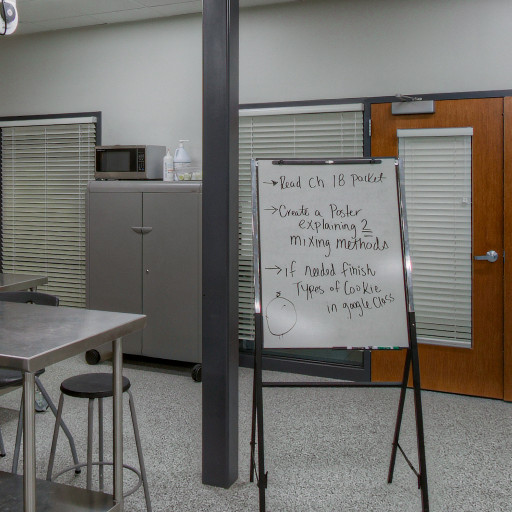 → Read Ch 18 Packet
→ Create a Poster
explaining 2
mixing methods
→ if needed finish
Types of Cookie
in google Class